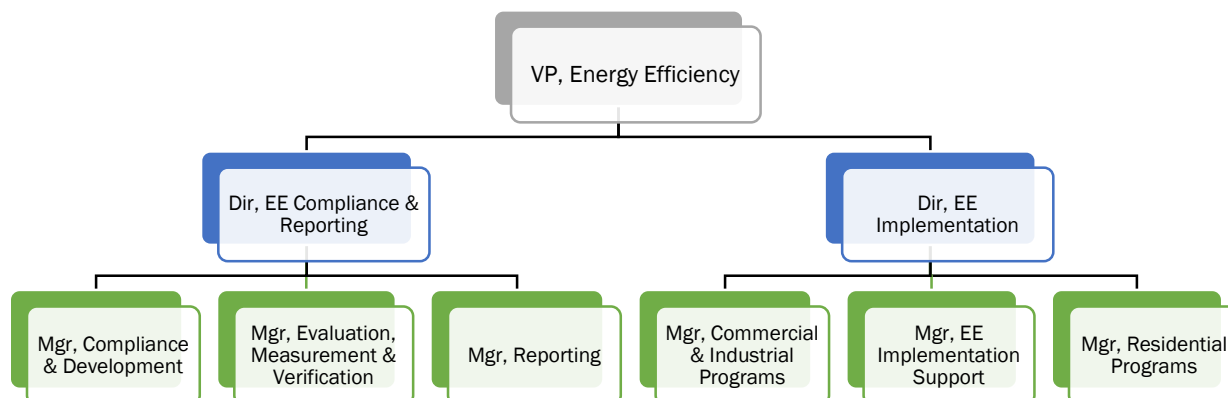 VP, Energy Efficiency
Dir, EE Compliance &
Reporting
Dir, EE
Implementation
Mgr, Compliance
& Development
Mgr, Evaluation,
Measurement &
Verification
Mgr, Reporting
Mgr, Commercial
& Industrial
Programs
Mgr, EE
Implementation
Support
Mgr, Residential
Programs